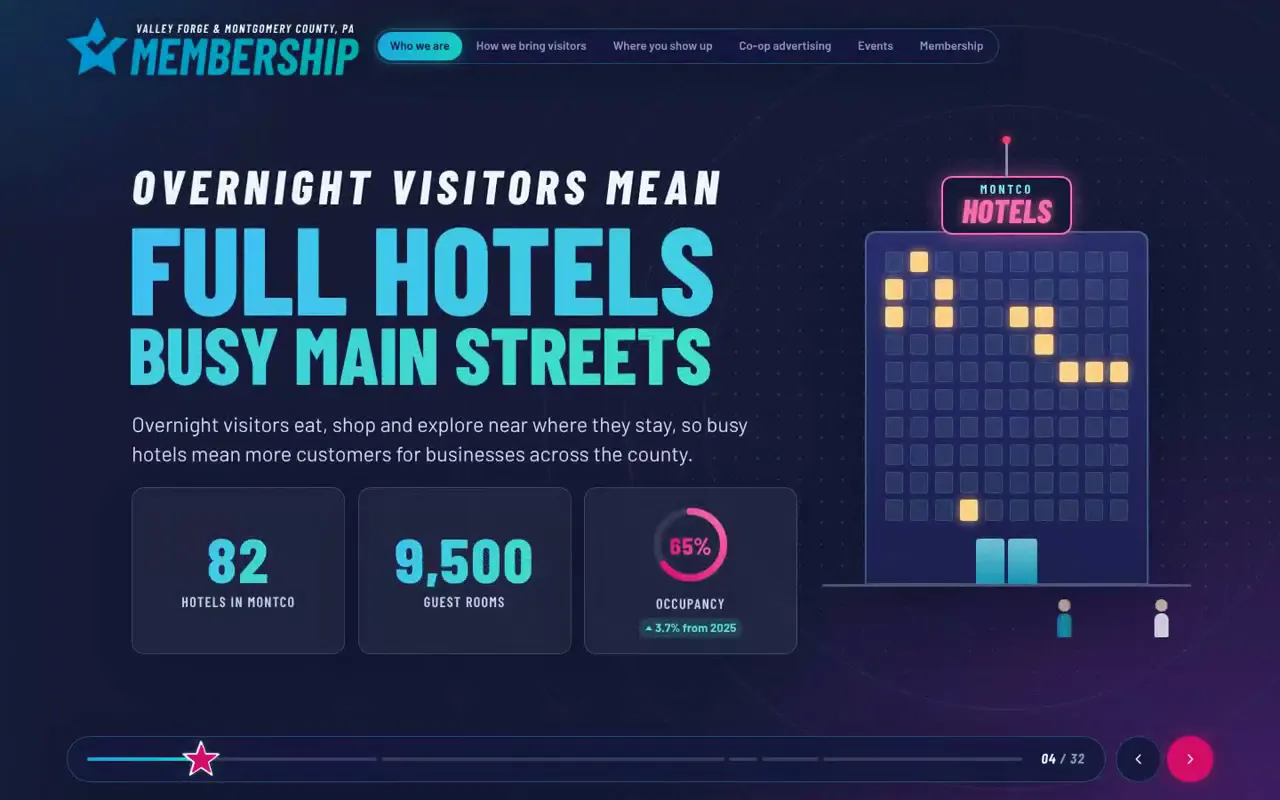 VALLEY FORGE & MONTGOMERY COUNTY, PA
MEMBERSHIP
Who we are
How we bring visitors
Where you show up
Co-op advertising
Events
Membership
OVERNIGHT VISITORS MEAN
FULL HOTELS
BUSY MAIN STREETS
Overnight visitors eat, shop and explore near where they stay, so busy
hotels mean more customers for businesses across the county.
82
HOTELS IN MONTCO
9,500
GUEST ROOMS
65%
OCCUPANCY
3.7% from 2025
MONTCO
HOTELS
04 / 32